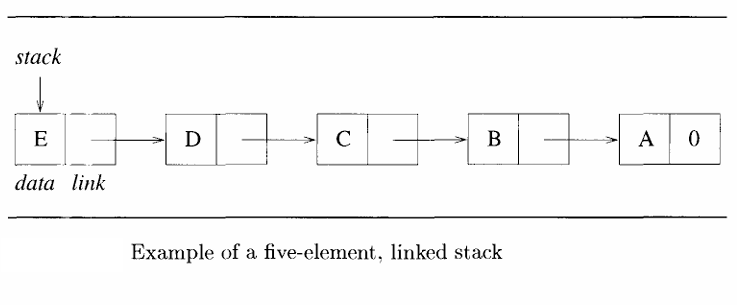 stack
E D C B A 0
data link
Example of a five-element, linked stack